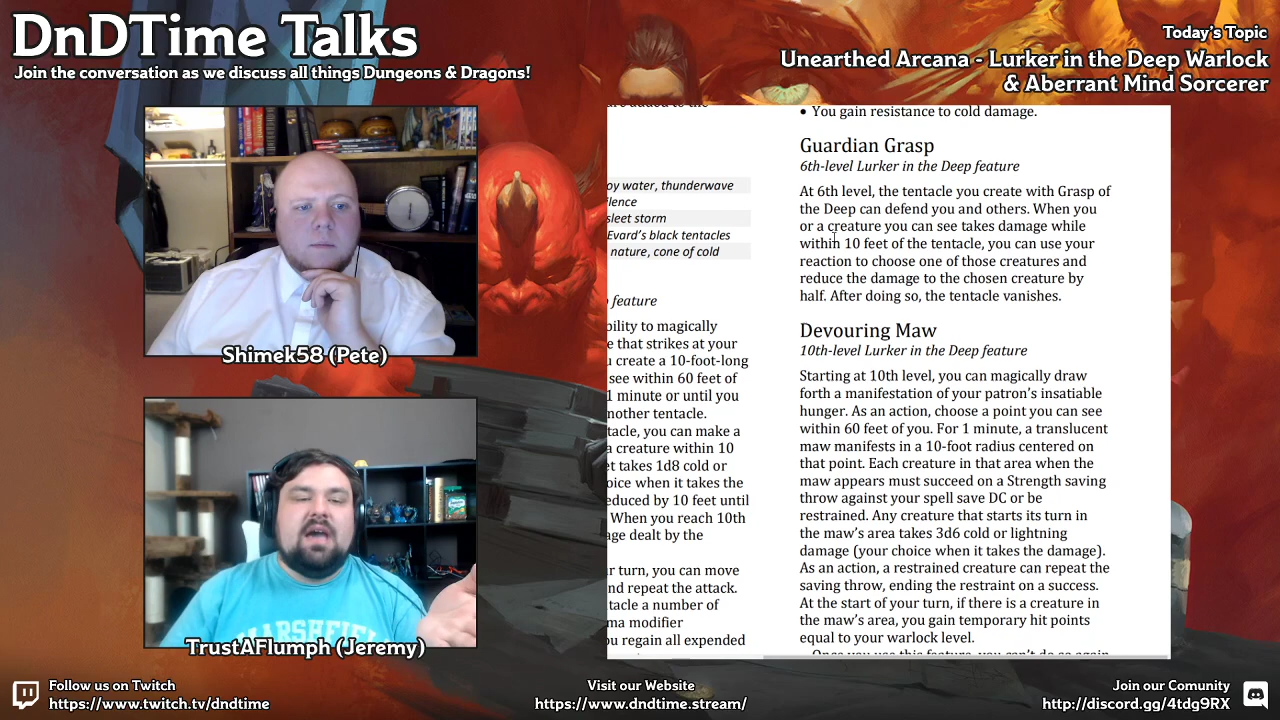 DnDTime Talks
Join the conversation as we discuss all things Dungeons & Dragons!
Today's Topic
Unearthed Arcana - Lurker in the Deep Warlock
& Aberrant Mind Sorcerer
Shimek58 (Pete)
TrustAFlumph (Jeremy)
MARSHFIEL
added to the
oy water, thunderwave
ilence
sleet storm
Evard's black tentacles
nature, cone of cold
feature
bility to magically
e that strikes at your
u create a 10-foot-long
see within 60 feet of
1 minute or until you
nother tentacle.
tacle, you can make a
a creature within 10
et takes 1d8 cold or
oice when it takes the
educed by 10 feet until
When you reach 10th
age dealt by the
ur turn, you can move
nd repeat the attack.
tacle a number of
ma modifier
ou regain all expended
• You gain resistance to cold damage.
Guardian Grasp
6th-level Lurker in the Deep feature
At 6th level, the tentacle you create with Grasp of
the Deep can defend you and others. When you
or a creature you can see takes damage while
within 10 feet of the tentacle, you can use your
reaction to choose one of those creatures and
reduce the damage to the chosen creature by
half. After doing so, the tentacle vanishes.
Devouring Maw
10th-level Lurker in the Deep feature
Starting at 10th level, you can magically draw
forth a manifestation of your patron's insatiable
hunger. As an action, choose a point you can see
within 60 feet of you. For 1 minute, a translucent
maw manifests in a 10-foot radius centered on
that point. Each creature in that area when the
maw appears must succeed on a Strength saving
throw against your spell save DC or be
restrained. Any creature that starts its turn in
the maw's area takes 3d6 cold or lightning
damage (your choice when it takes the damage).
As an action, a restrained creature can repeat the
saving throw, ending the restraint on a success.
At the start of your turn, if there is a creature in
the maw's area, you gain temporary hit points
equal to your warlock level.
Once you use this feature, you can't do so again
Follow us on Twitch
https://www.twitch.tv/dndtime
Visit our Website
https://www.dndtime.stream/
Join our Comunity
http://discord.gg/4tdg9RX